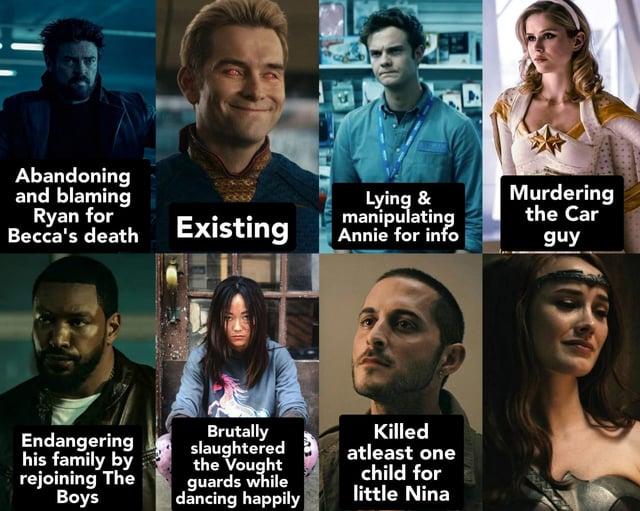 Abandoning
and blaming
Ryan for
Becca's death
Existing
Lying &
manipulating
Annie for info
Murdering
the Car
guy
Endangering
his family by
rejoining The
Boys
Brutally
slaughtered
the Vought
guards while
dancing happily
Killed
atleast one
child for
little Nina